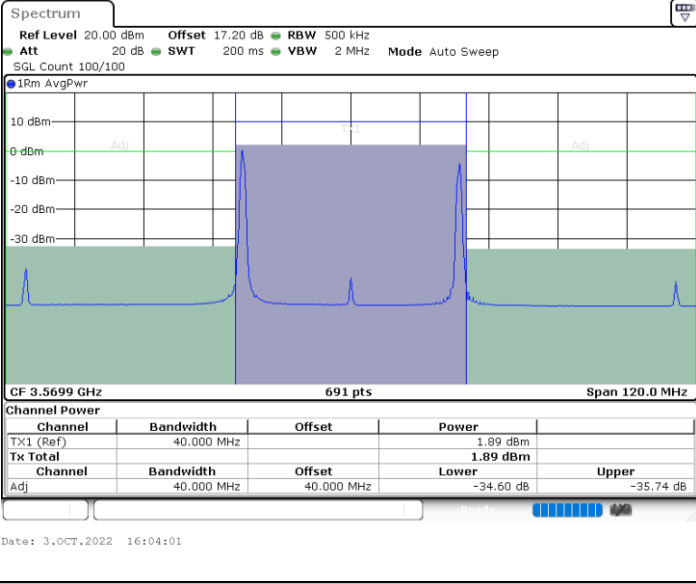 Spectrum
Ref Level 20.00 dBm Offset 17.20 dB RBW 500 kHz
Att 20 dB SWT 200 ms VBW 2 MHz Mode Auto Sweep
SGL Count 100/100
1Rm AvgPwr
10 dBm
TX1
Adj Adj
0 dBm
-10 dBm
-20 dBm
-30 dBm
CF 3.5699 GHz 691 pts Span 120.0 MHz
Channel Power
Channel Bandwidth Offset Power
TX1 (Ref) 40.000 MHz 1.89 dBm
Tx Total 1.89 dBm
Channel Bandwidth Offset Lower Upper
Adj 40.000 MHz 40.000 MHz -34.60 dB -35.74 dB
Ready
Date: 3.OCT.2022 16:04:01